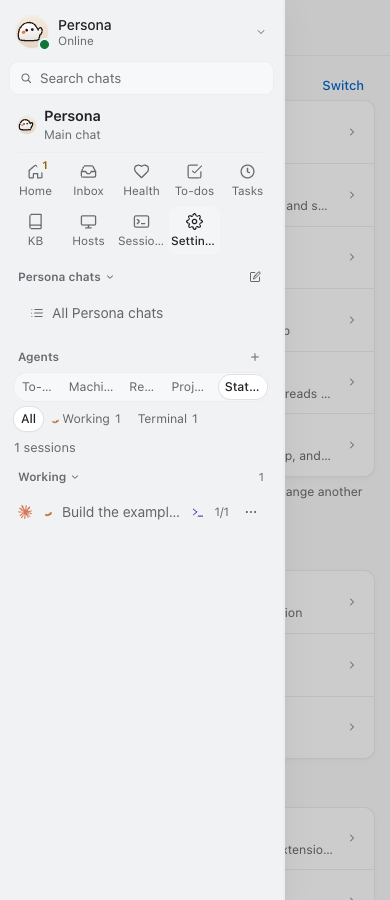 Persona
Online
Switch
Search chats
Persona
Main chat
1
Home Inbox Health To-dos Tasks
and s...
KB Hosts Sessio... Settin...
Persona chats
All Persona chats
Agents
To-... Machi... Re... Proj... Stat...
reads ...
All Working 1 Terminal 1
1 sessions
p, and...
Working 1
ange another
Build the exampl... >_ 1/1 ...
ion
xtensio...